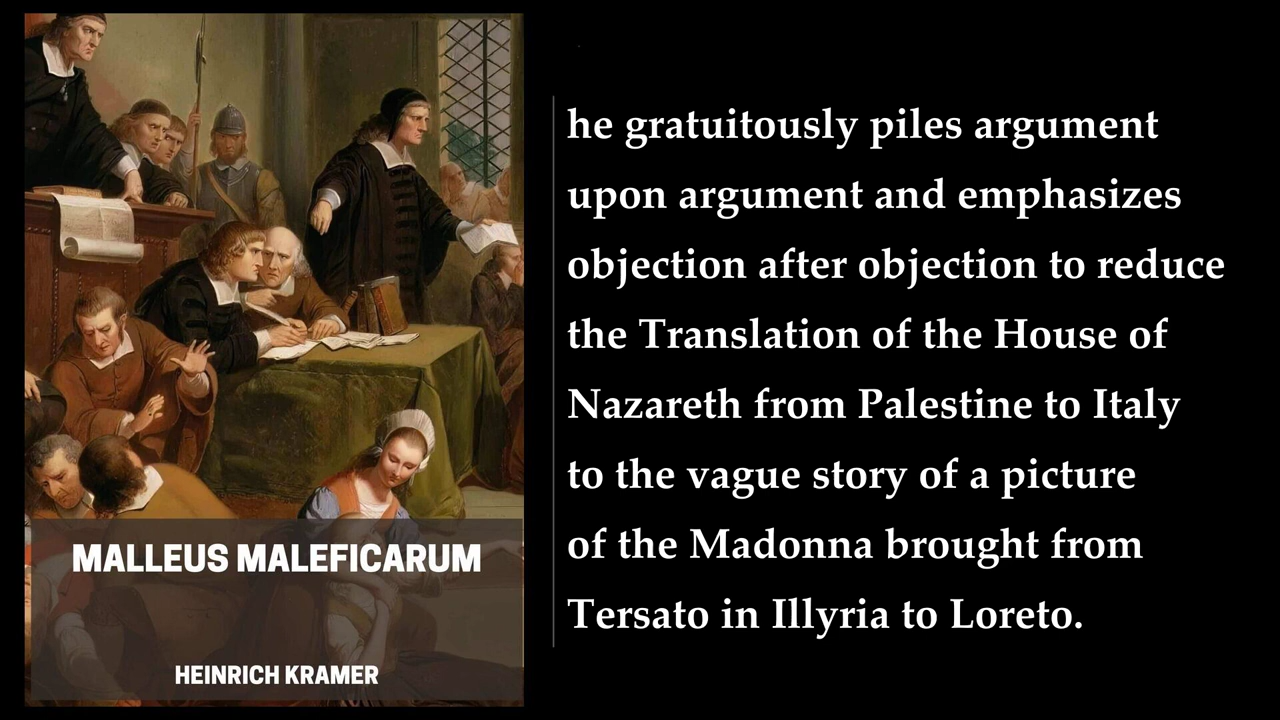 MALLEUS MALEFICARUM
HEINRICH KRAMER
he gratuitously piles argument
upon argument and emphasizes
objection after objection to reduce
the Translation of the House of
Nazareth from Palestine to Italy
to the vague story of a picture
of the Madonna brought from
Tersato in Illyria to Loreto.